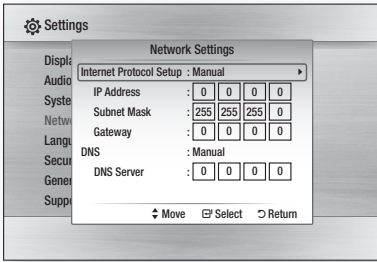 Settings
Network Settings
Internet Protocol Setup : Manual
IP Address : 0 0 0 0
Subnet Mask : 255 255 255 0
Gateway : 0 0 0 0
DNS : Manual
DNS Server : 0 0 0 0
Move Select Return
Displa
Audio
Syste
Netw
Langu
Secur
Gener
Suppo